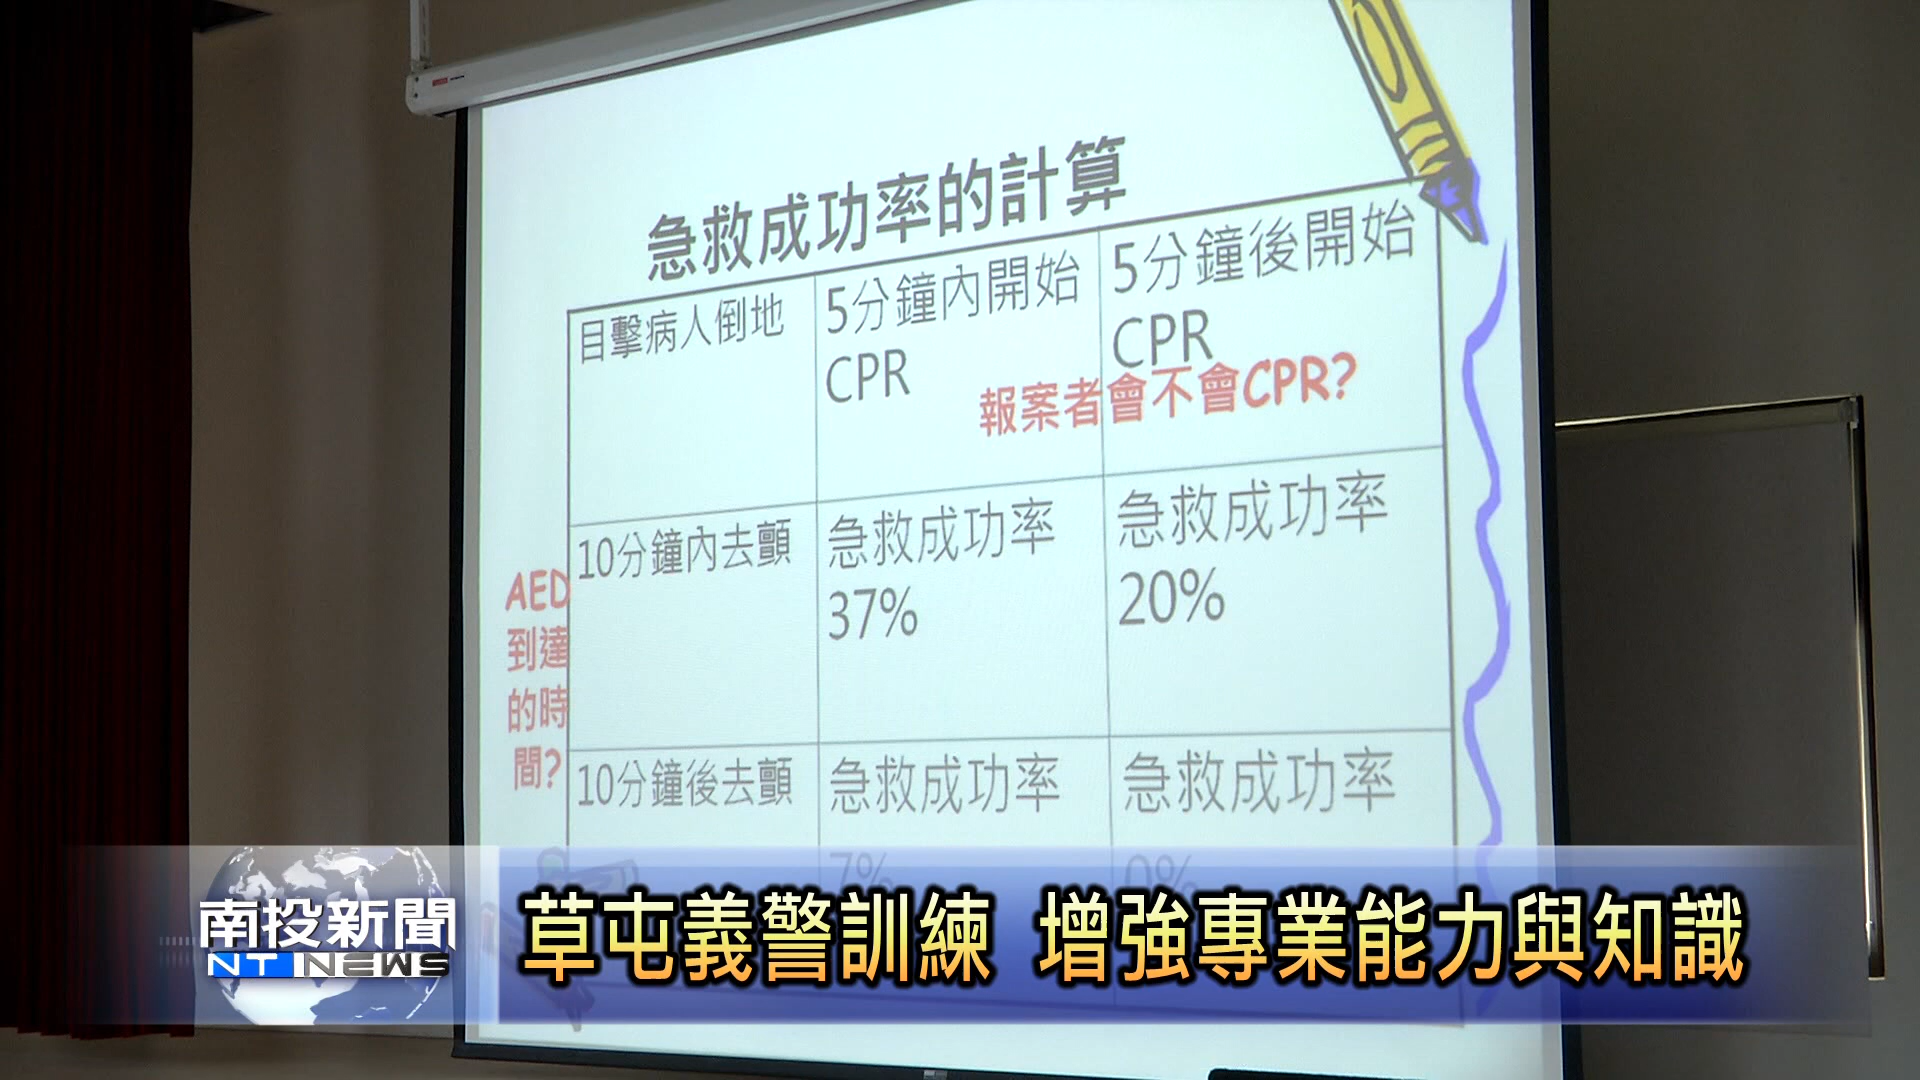 急救成功率的計算
目擊病人倒地
5分鐘內開始
CPR
5分鐘後開始
CPR
報案者會不會CPR?
10分鐘內去顫
急救成功率
37%
急救成功率
20%
AED
到達
的時
間?
10分鐘後去顫
急救成功率
7%
急救成功率
0%
南投新聞
NT NEWS
草屯義警訓練 增強專業能力與知識